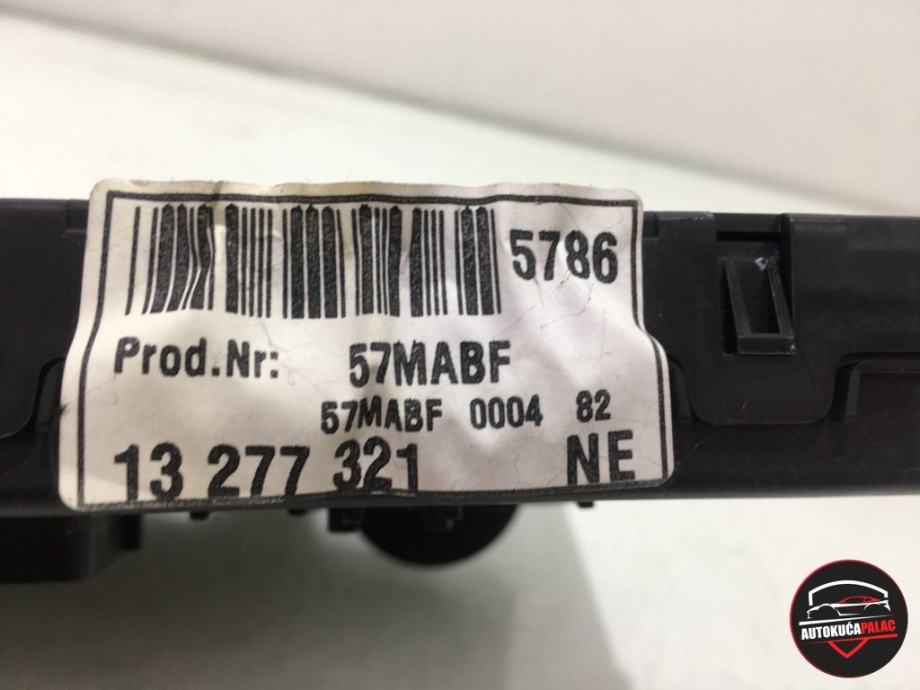 5786
Prod.Nr: 57MABF
57MABF 0004 82
13 277 321 NE
AUTOKUĆAPALAC